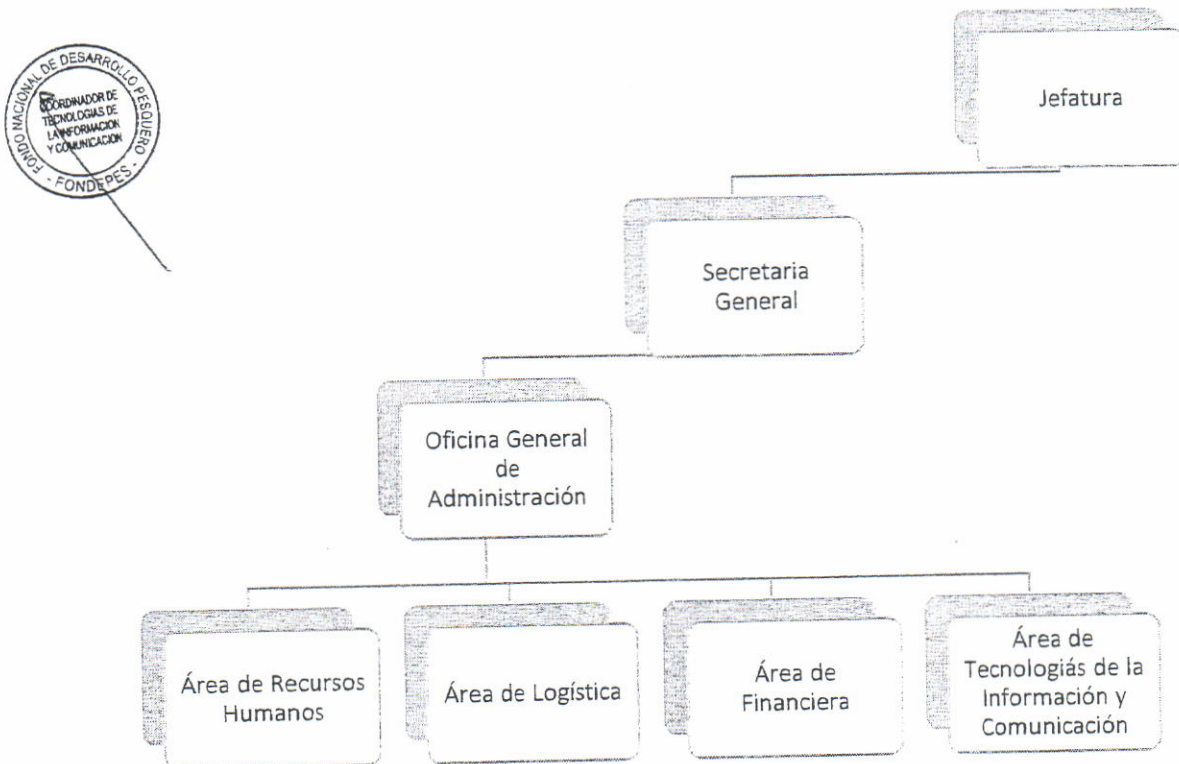 FONDO NACIONAL DE DESARROLLO PESQUERO
COORDINADOR DE
TECNOLOGIAS DE
LA INFORMACION
Y COMUNICACIÓN
- FONDEPES -
Jefatura
Secretaria
General
Oficina General
de
Administración
Área de Recursos
Humanos
Área de Logística
Área de
Financiera
Área de
Tecnologiás de la
Información y
Comunicación